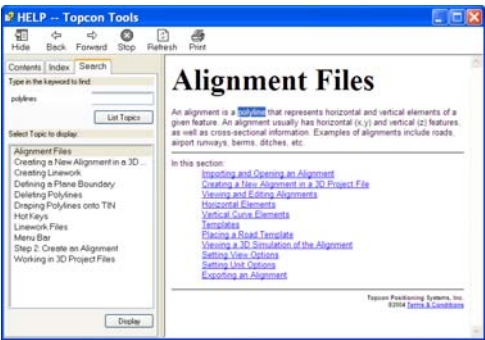 HELP -- Topcon Tools
Hide Back Forward Stop Refresh Print
Contents Index Search
Type in the keyword to find:
polylines
List Topics
Select Topic to display:
Alignment Files
Creating a New Alignment in a 3D ...
Creating Linework
Defining a Plane Boundary
Deleting Polylines
Draping Polylines onto TIN
Hot Keys
Linework Files
Menu Bar
Step 2: Create an Alignment
Working in 3D Project Files
Display
Alignment Files
An alignment is a polyline that represents horizontal and vertical elements of a
given feature. An alignment usually has horizontal (x,y) and vertical (z) features,
as well as cross-sectional information. Examples of alignments include roads,
airport runways, berms, ditches, etc.
In this section:
Importing and Opening an Alignment
Creating a New Alignment in a 3D Project File
Viewing and Editing Alignments
Horizontal Elements
Vertical Curve Elements
Templates
Placing a Road Template
Viewing a 3D Simulation of the Alignment
Setting View Options
Setting Unit Options
Exporting an Alignment
Topcon Positioning Systems, Inc.
©2004 Terms & Conditions